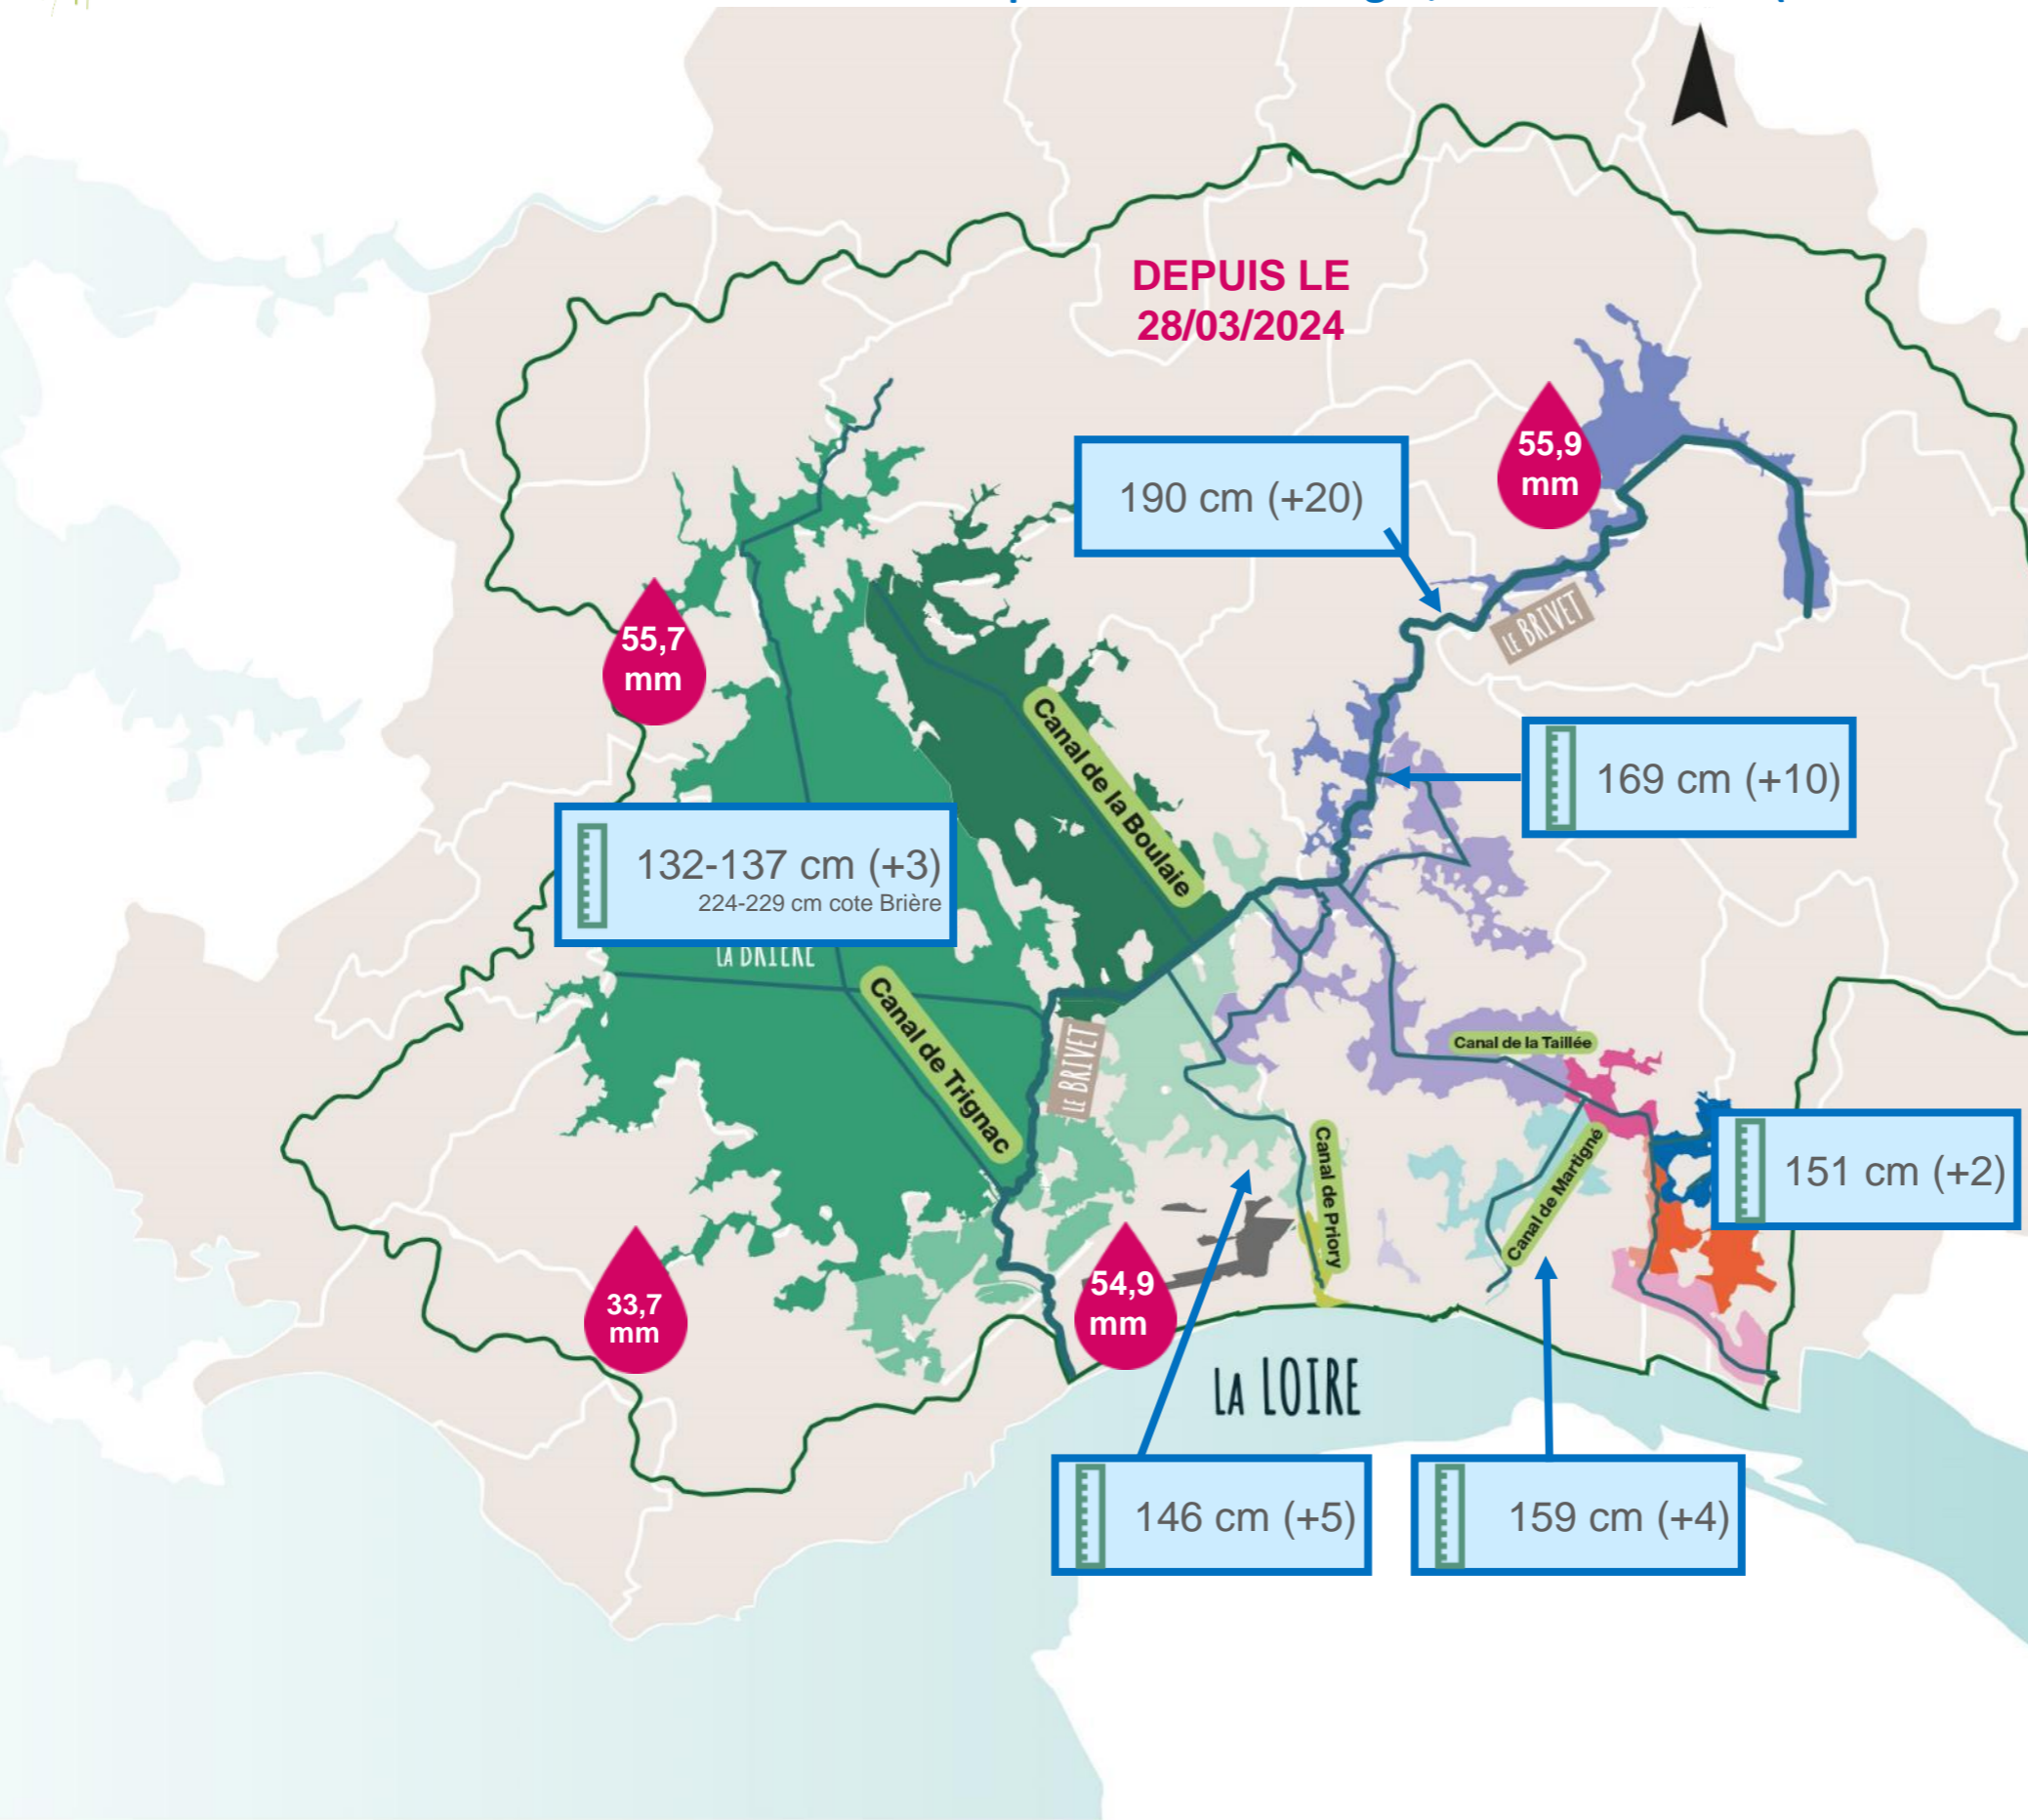 DEPUIS LE
28/03/2024
55,9
mm
190 cm (+20)
LE BRIVET
55,7
mm
Canal de la Boulaie
169 cm (+10)
132-137 cm (+3)
224-229 cm cote Brière
LA BRIÈRE
Canal de Trignac
LE BRIVET
Canal de la Taillée
Canal de Priory
Canal de Martigné
151 cm (+2)
33,7
mm
54,9
mm
LA LOIRE
146 cm (+5)
159 cm (+4)